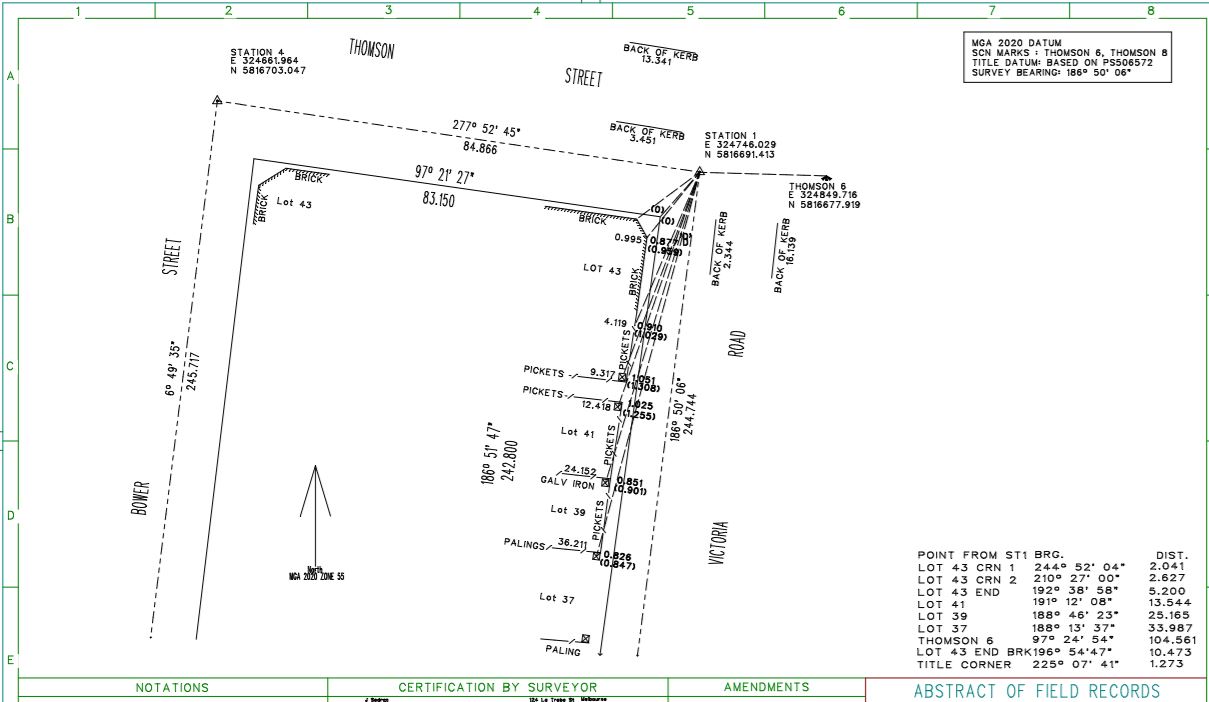 1 2 3 4 5 6 7 8
A
B
C
D
E
STATION 4
E 324661.964
N 5816703.047
THOMSON
STREET
BACK OF KERB
13.341
MGA 2020 DATUM
SCN MARKS : THOMSON 6, THOMSON 8
TITLE DATUM: BASED ON PS506572
SURVEY BEARING: 186° 50' 06"
277° 52' 45"
84.866
BACK OF KERB
3.451
STATION 1
E 324746.029
N 5816691.413
97° 21' 27"
83.150
THOMSON 6
E 324849.716
N 5816677.919
BRICK
BRICK
Lot 43
BRICK
(0)
(0)
0.995
0.877
(0.959)
LOT 43
BRICK
BACK OF KERB
2.344
BACK OF KERB
16.139
STREET
4.119
0.910
(1.029)
PICKETS
ROAD
6° 49' 35"
245.717
PICKETS
9.317
1.051
(1.308)
PICKETS
12.418
1.025
(1.255)
186° 50' 06"
244.744
Lot 41
PICKETS
186° 51' 47"
242.800
24.152
GALV IRON
0.851
(0.901)
BOWER
Lot 39
PICKETS
VICTORIA
PALINGS
36.211
0.826
(0.847)
North
MGA 2020 ZONE 55
Lot 37
PALING
POINT FROM ST1 BRG. DIST.
LOT 43 CRN 1 244° 52' 04" 2.041
LOT 43 CRN 2 210° 27' 00" 2.627
LOT 43 END 192° 38' 58" 5.200
LOT 41 191° 12' 08" 13.544
LOT 39 188° 46' 23" 25.165
LOT 37 188° 13' 37" 33.987
THOMSON 6 97° 24' 54" 104.561
LOT 43 END BRK196° 54'47" 10.473
TITLE CORNER 225° 07' 41" 1.273
NOTATIONS CERTIFICATION BY SURVEYOR AMENDMENTS ABSTRACT OF FIELD RECORDS
124 La Trobe St Melbourne